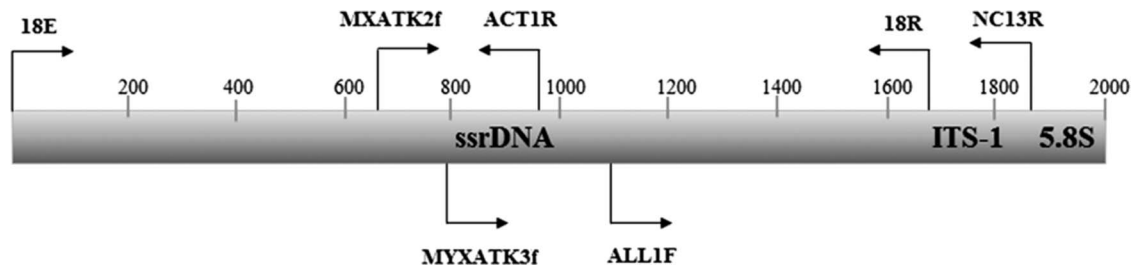 18E MXATK2f ACT1R 18R NC13R
200 400 600 800 1000 1200 1400 1600 1800 2000
ssrDNA ITS-1 5.8S
MYXATK3f ALL1F